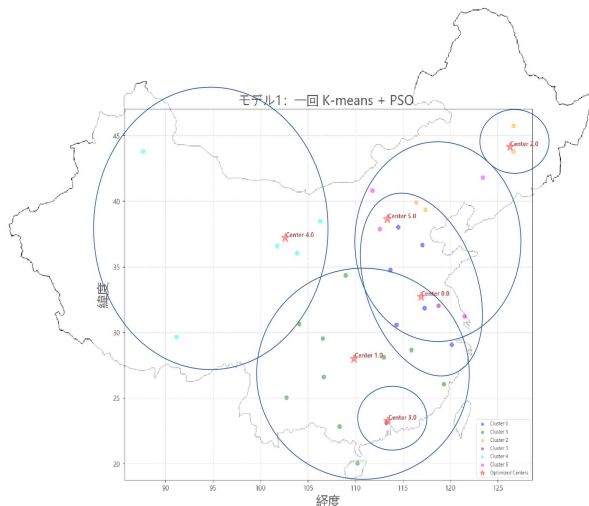 モデル1：一回 K-means + PSO
45
40
35
30
25
20
緯度
Center 2.0
Center 5.0
Center 4.0
Center 0.0
Center 1.0
Center 3.0
Cluster 0
Cluster 1
Cluster 2
Cluster 3
Cluster 4
Cluster 5
Optimized Centers
90
95
100
105
110
115
120
125
経度